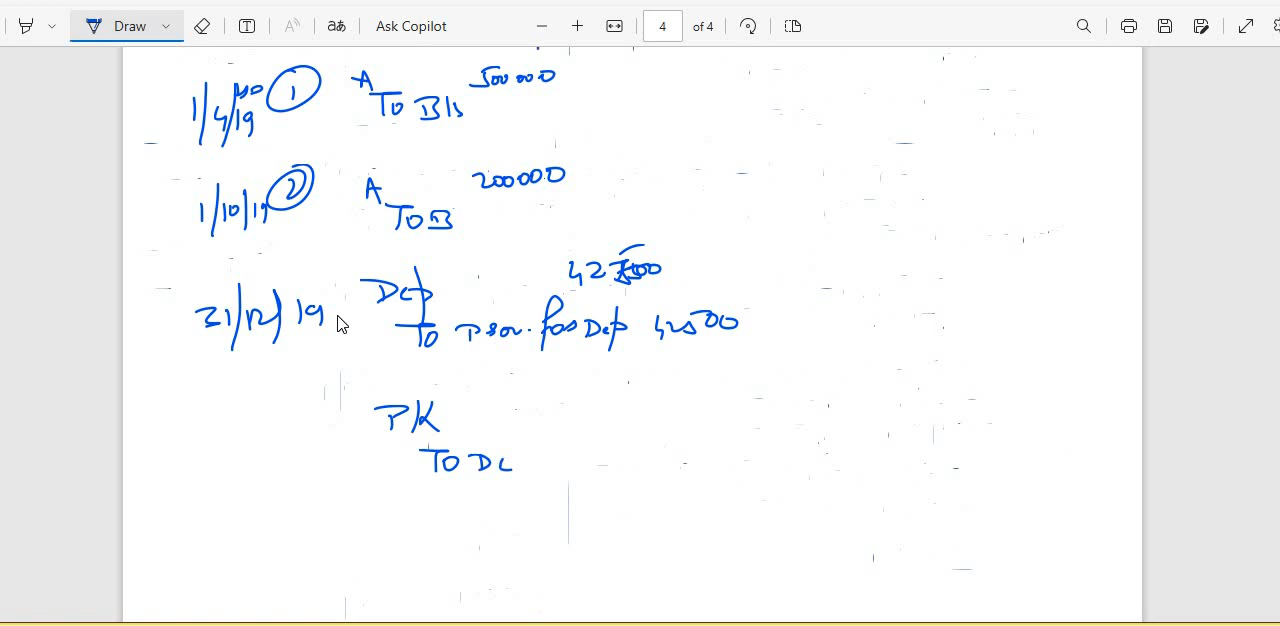 Draw
Ask Copilot
4 of 4
1/4/19 1 A 500000
To B/s
1/10/19 2 A 200000
To B
31/12/19 Dep 42500
To Prov. for Dep 42500
P/L
To De